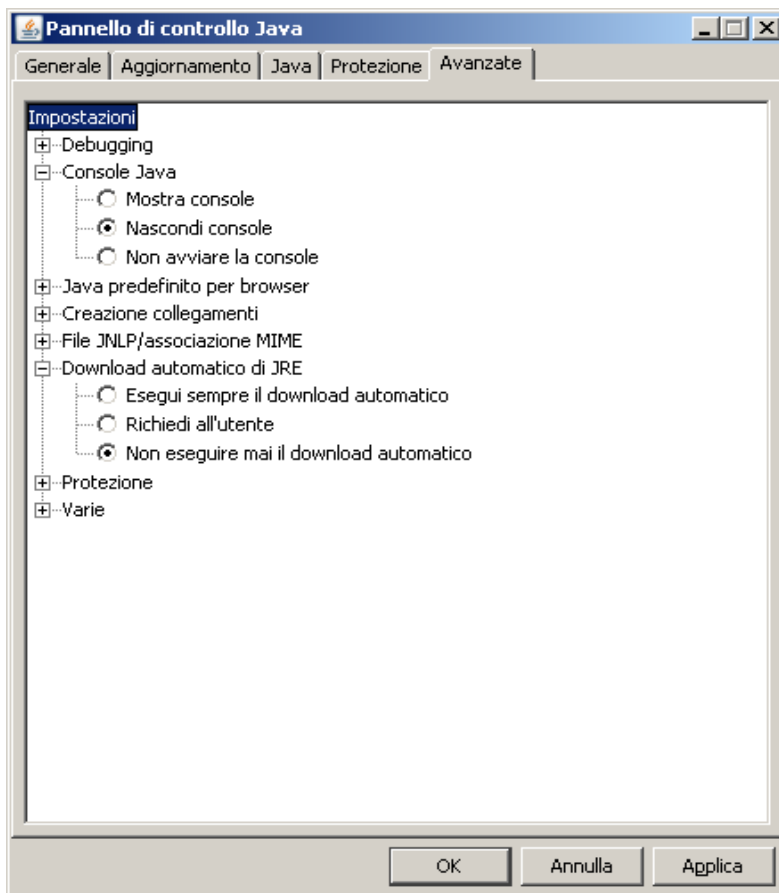 Pannello di controllo Java
Generale Aggiornamento Java Protezione Avanzate
Impostazioni
Debugging
Console Java
Mostra console
Nascondi console
Non avviare la console
Java predefinito per browser
Creazione collegamenti
File JNLP/associazione MIME
Download automatico di JRE
Esegui sempre il download automatico
Richiedi all'utente
Non eseguire mai il download automatico
Protezione
Varie
OK Annulla Applica